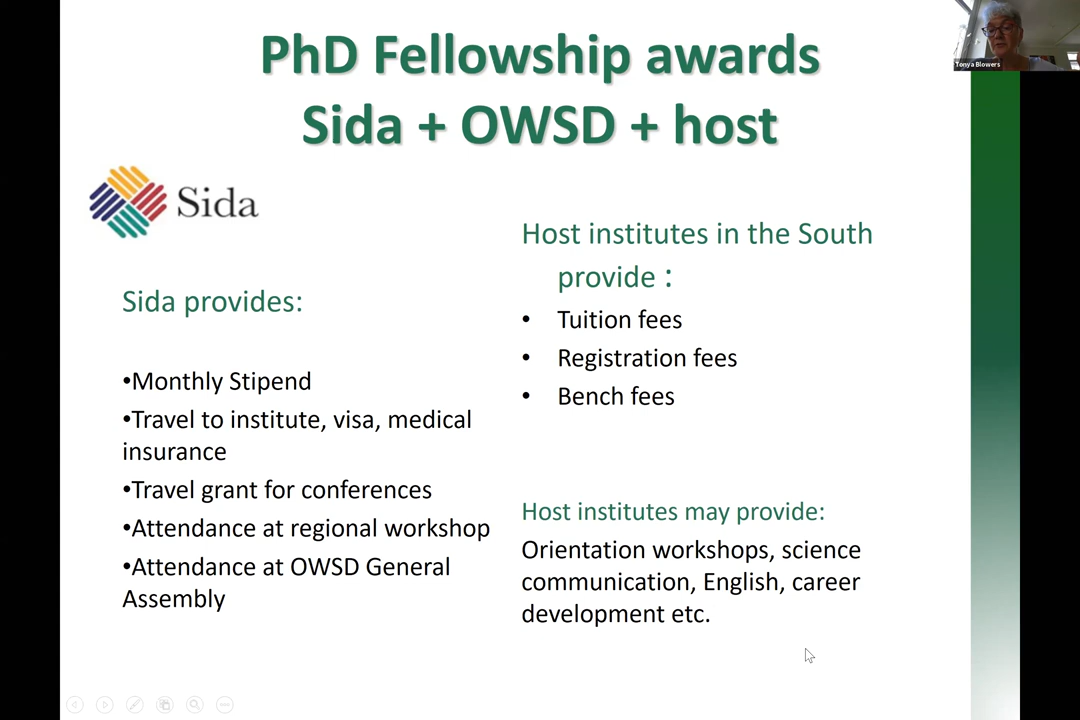 PhD Fellowship awards
Sida + OWSD + host
Tonya Blowers
Sida
Sida provides:
•Monthly Stipend
•Travel to institute, visa, medical
insurance
•Travel grant for conferences
•Attendance at regional workshop
•Attendance at OWSD General
Assembly
Host institutes in the South
provide :
• Tuition fees
• Registration fees
• Bench fees
Host institutes may provide:
Orientation workshops, science
communication, English, career
development etc.